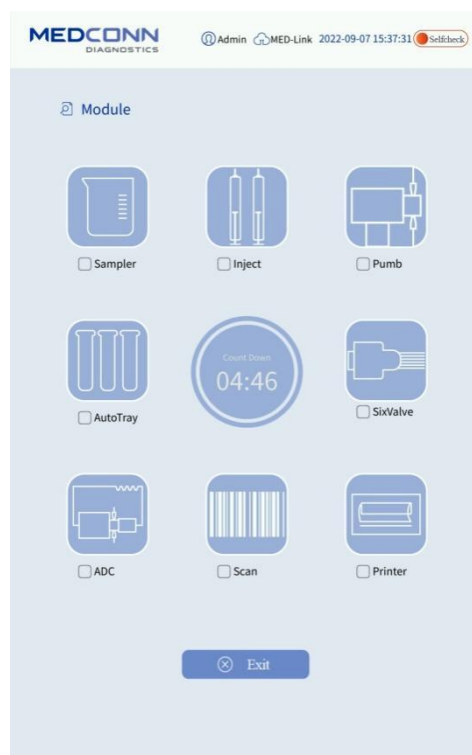 MEDCONN
DIAGNOSTICS
Admin MED-Link 2022-09-07 15:37:31 Selfcheck
Module
Sampler Inject Pumb
Count Down
04:46
AutoTray SixValve
ADC Scan Printer
Exit